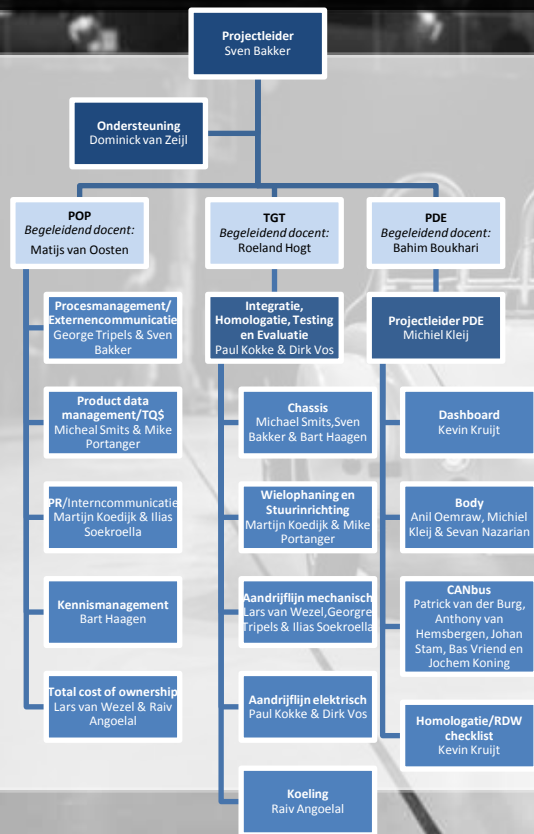 Projectleider
Sven Bakker
Ondersteuning
Dominick van Zeijl
POP
Begeleidend docent:
Matijs van Oosten
Procesmanagement/
Externencommunicatie
George Tripels & Sven
Bakker
Product data
management/TQ$
Micheal Smits & Mike
Portanger
PR/Interncommunicatie
Martijn Koedijk & Ilias
Soekroella
Kennismanagement
Bart Haagen
Total cost of ownership
Lars van Wezel & Raiv
Angoelal
TGT
Begeleidend docent:
Roeland Hogt
Integratie,
Homologatie, Testing
en Evaluatie
Paul Kokke & Dirk Vos
Chassis
Michael Smits,Sven
Bakker & Bart Haagen
Wielophaning en
Stuurinrichting
Martijn Koedijk & Mike
Portanger
Aandrijflijn mechanisch
Lars van Wezel,Georgre
Tripels & Ilias Soekroella
Aandrijflijn elektrisch
Paul Kokke & Dirk Vos
Koeling
Raiv Angoelal
PDE
Begeleidend docent:
Bahim Boukhari
Projectleider PDE
Michiel Kleij
Dashboard
Kevin Kruijt
Body
Anil Oemraw, Michiel
Kleij & Sevan Nazarian
CANbus
Patrick van der Burg,
Anthony van
Hemsbergen, Johan
Stam, Bas Vriend en
Jochem Koning
Homologatie/RDW
checklist
Kevin Kruijt